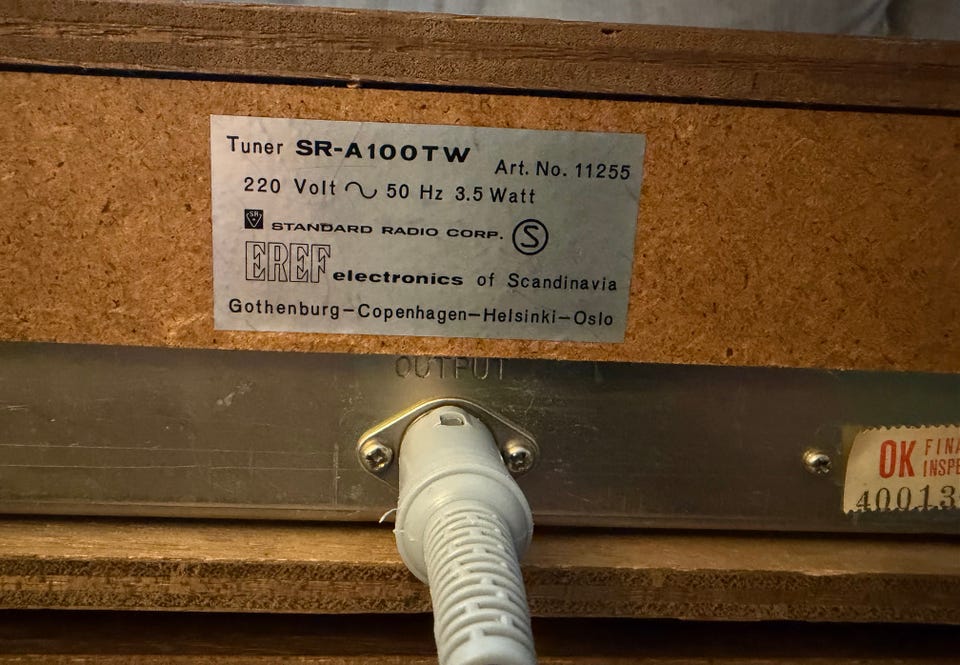 Tuner SR-A100TW Art. No. 11255
220 Volt ~ 50 Hz 3.5 Watt
SR STANDARD RADIO CORP. S
EREF electronics of Scandinavia
Gothenburg–Copenhagen–Helsinki–Oslo
OUTPUT
OK